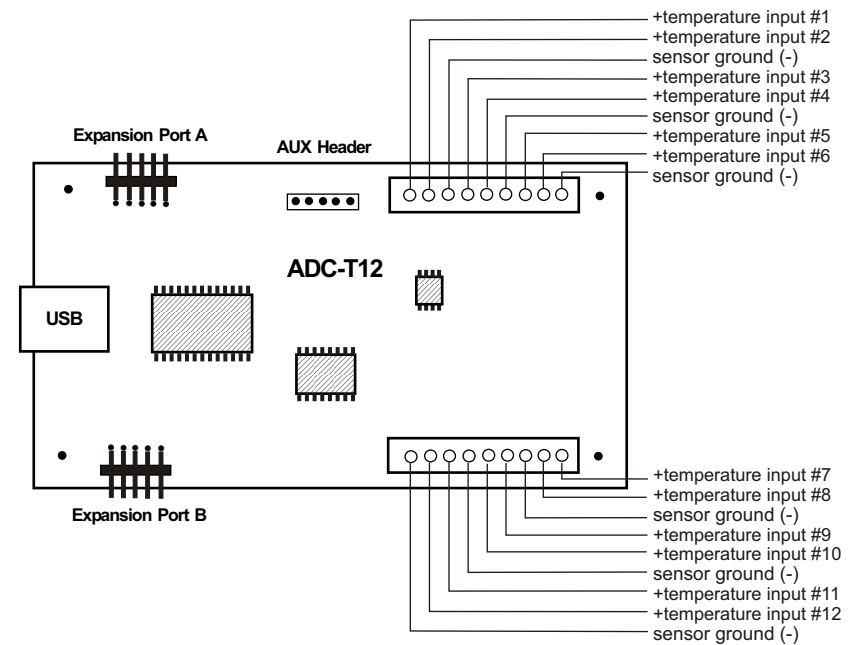 +temperature input #1
+temperature input #2
sensor ground (-)
+temperature input #3
+temperature input #4
sensor ground (-)
+temperature input #5
+temperature input #6
sensor ground (-)
Expansion Port A
AUX Header
ADC-T12
USB
Expansion Port B
+temperature input #7
+temperature input #8
sensor ground (-)
+temperature input #9
+temperature input #10
sensor ground (-)
+temperature input #11
+temperature input #12
sensor ground (-)